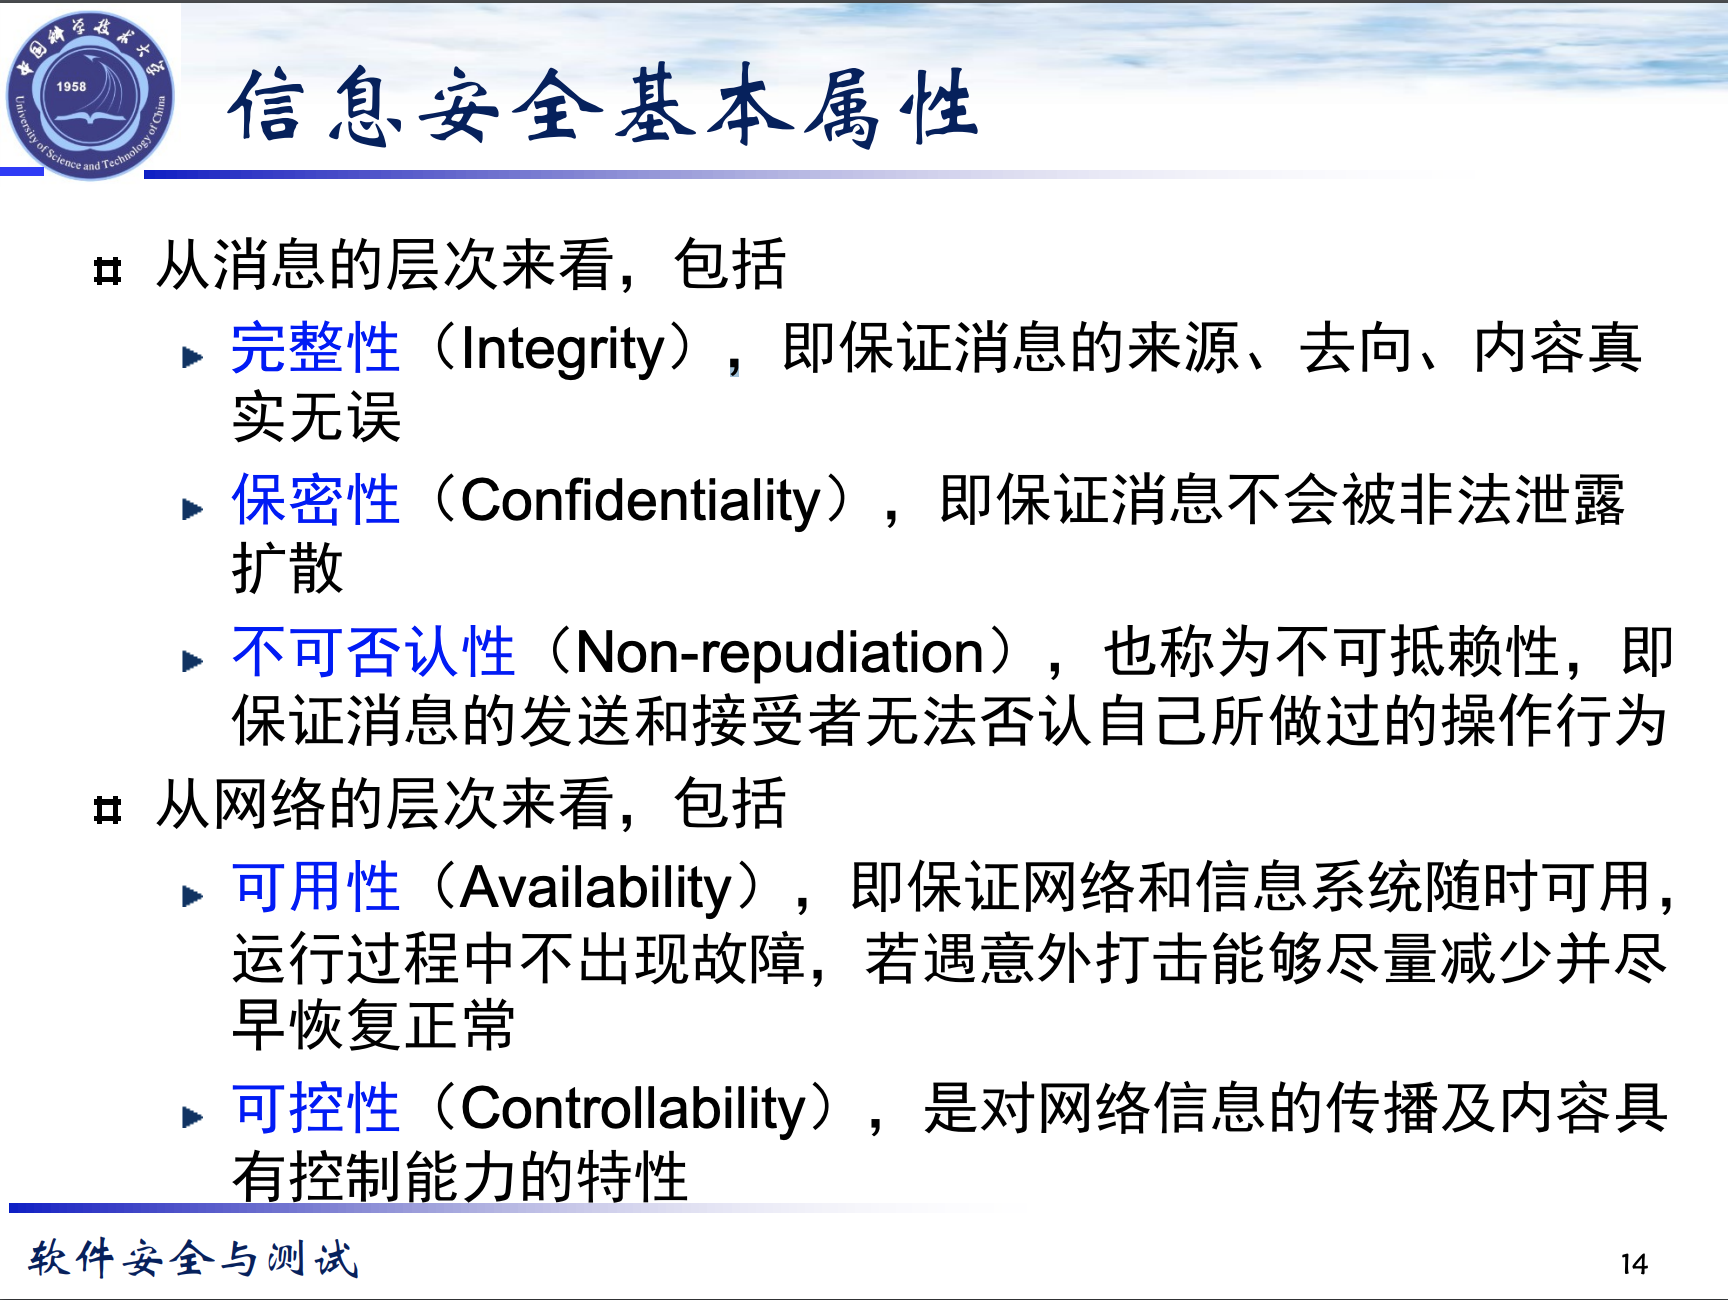 中国科学技术大学
1958
University of Science and Technology of China
信息安全基本属性
从消息的层次来看，包括
完整性（Integrity），即保证消息的来源、去向、内容真
实无误
保密性（Confidentiality），即保证消息不会被非法泄露
扩散
不可否认性（Non-repudiation），也称为不可抵赖性，即
保证消息的发送和接受者无法否认自己所做过的操作行为
从网络的层次来看，包括
可用性（Availability），即保证网络和信息系统随时可用，
运行过程中不出现故障，若遇意外打击能够尽量减少并尽
早恢复正常
可控性（Controllability），是对网络信息的传播及内容具
有控制能力的特性
软件安全与测试
14